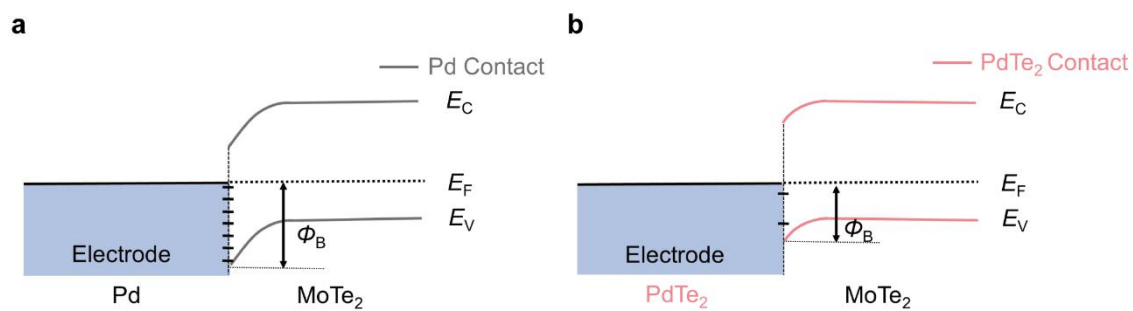 a
Pd Contact
E_C
E_F
E_V
Φ_B
Electrode
Pd
MoTe₂
b
PdTe₂ Contact
E_C
E_F
E_V
Φ_B
Electrode
PdTe₂
MoTe₂